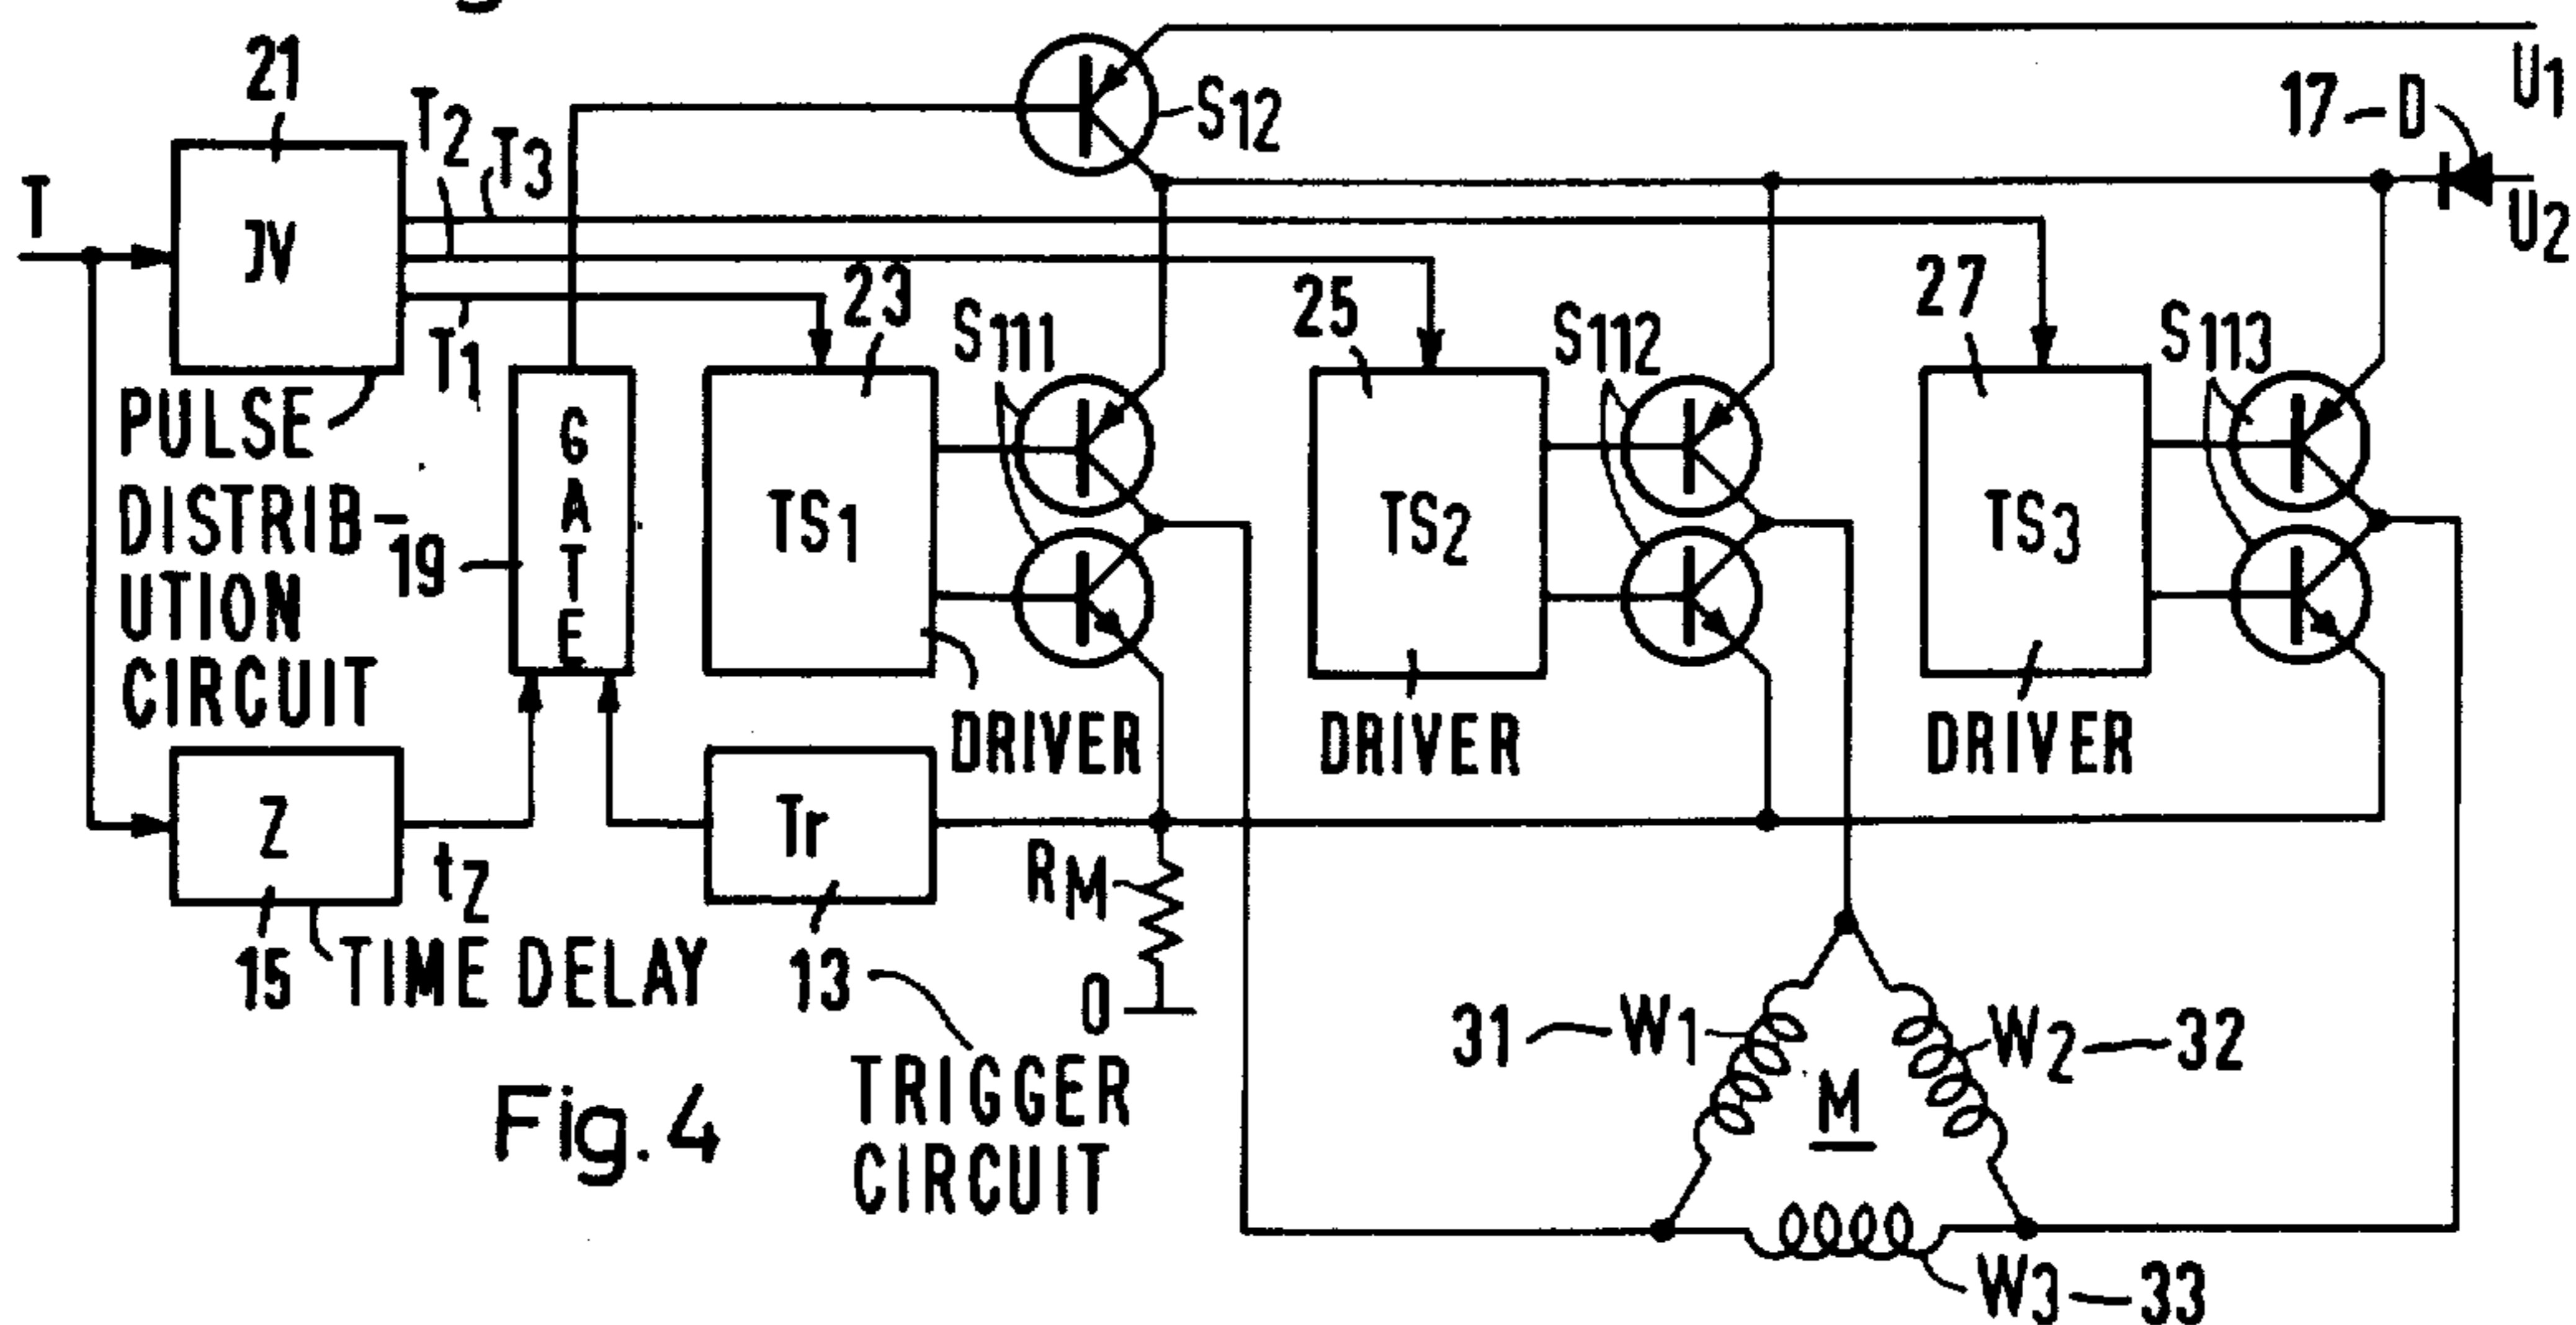 U1
21
T2
T3
S12
17 D
T
JV
U2
23
S111
25
S112
27
S113
T1
PULSE
DISTRIB-
UTION
CIRCUIT
19
GATE
TS1
TS2
TS3
DRIVER
DRIVER
DRIVER
Z
tZ
Tr
RM
15
TIME DELAY
13
0
31
W1
W2
32
M
TRIGGER
CIRCUIT
Fig. 4
W3
33